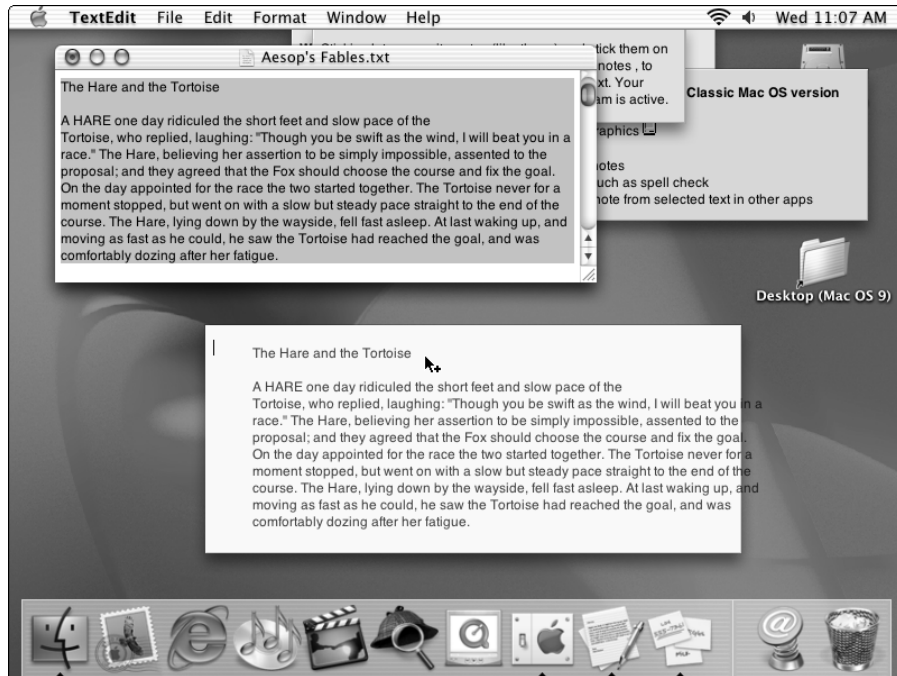 TextEdit File Edit Format Window Help Wed 11:07 AM
Aesop's Fables.txt
The Hare and the Tortoise
A HARE one day ridiculed the short feet and slow pace of the
Tortoise, who replied, laughing: "Though you be swift as the wind, I will beat you in a
race." The Hare, believing her assertion to be simply impossible, assented to the
proposal; and they agreed that the Fox should choose the course and fix the goal.
On the day appointed for the race the two started together. The Tortoise never for a
moment stopped, but went on with a slow but steady pace straight to the end of the
course. The Hare, lying down by the wayside, fell fast asleep. At last waking up, and
moving as fast as he could, he saw the Tortoise had reached the goal, and was
comfortably dozing after her fatigue.
tick them on
notes , to
xt. Your
am is active.
Classic Mac OS version
raphics
notes
uch as spell check
note from selected text in other apps
Desktop (Mac OS 9)
The Hare and the Tortoise
A HARE one day ridiculed the short feet and slow pace of the
Tortoise, who replied, laughing: "Though you be swift as the wind, I will beat you in a
race." The Hare, believing her assertion to be simply impossible, assented to the
proposal; and they agreed that the Fox should choose the course and fix the goal.
On the day appointed for the race the two started together. The Tortoise never for a
moment stopped, but went on with a slow but steady pace straight to the end of the
course. The Hare, lying down by the wayside, fell fast asleep. At last waking up, and
moving as fast as he could, he saw the Tortoise had reached the goal, and was
comfortably dozing after her fatigue.